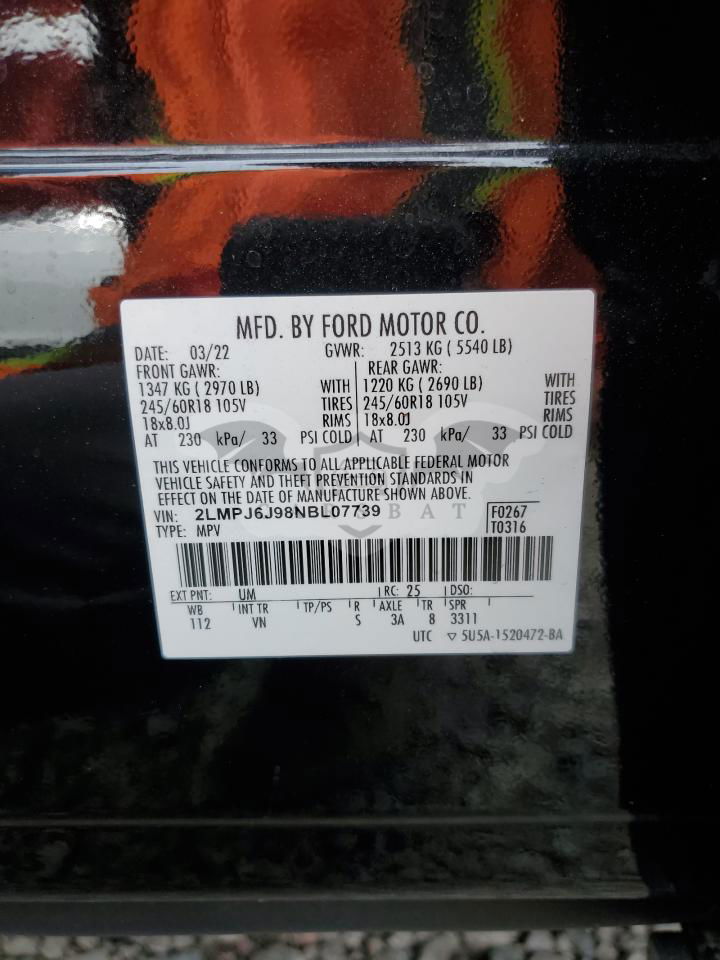 MFD. BY FORD MOTOR CO.
DATE: 03/22 GVWR: 2513 KG ( 5540 LB)
FRONT GAWR: REAR GAWR:
1347 KG ( 2970 LB) WITH 1220 KG ( 2690 LB) WITH
245/60R18 105V TIRES 245/60R18 105V TIRES
18x8.0J RIMS 18x8.0J RIMS
AT 230 kPa/ 33 PSI COLD AT 230 kPa/ 33 PSI COLD
THIS VEHICLE CONFORMS TO ALL APPLICABLE FEDERAL MOTOR
VEHICLE SAFETY AND THEFT PREVENTION STANDARDS IN
EFFECT ON THE DATE OF MANUFACTURE SHOWN ABOVE.
VIN: 2LMPJ6J98NBL07739 F0267
TYPE: MPV T0316
EXT PNT: UM RC: 25 DSO:
WB INT TR TP/PS R AXLE TR SPR
112 VN S 3A 8 3311
UTC ▽ 5U5A-1520472-BA